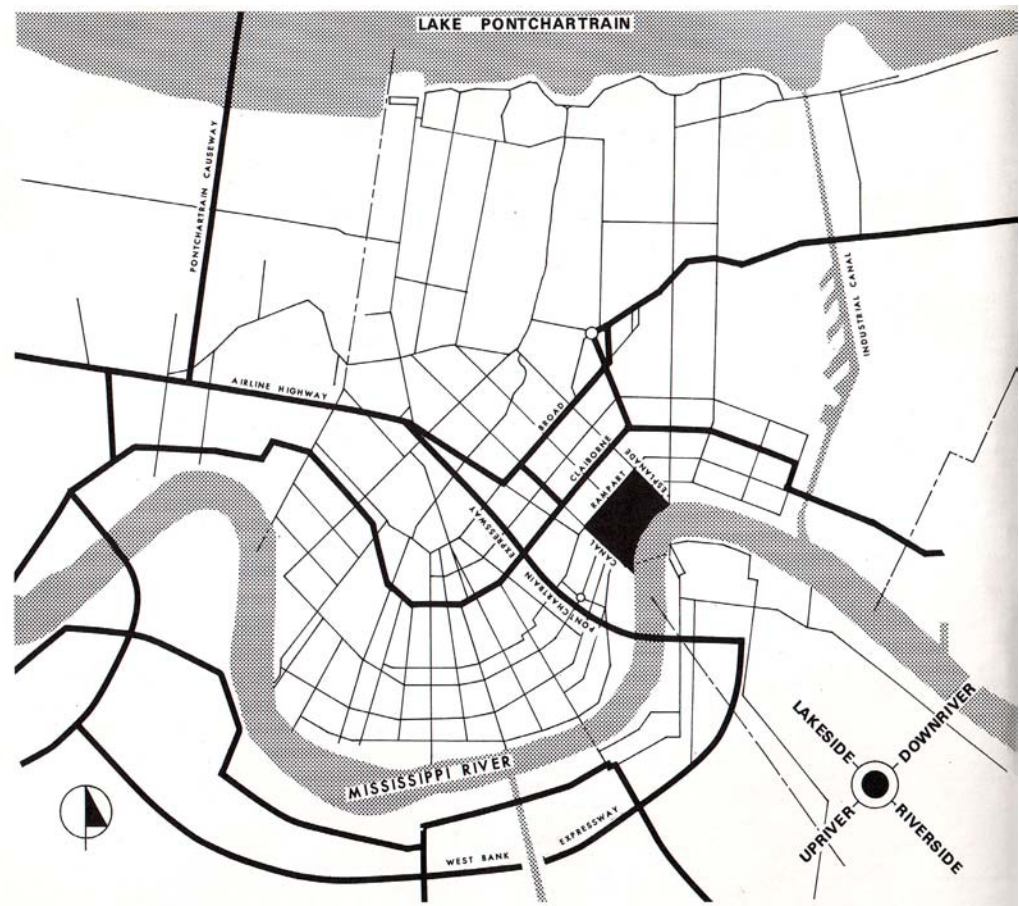 LAKE PONTCHARTRAIN
PONTCHARTRAIN CAUSEWAY
INDUSTRIAL CANAL
AIRLINE HIGHWAY
BROAD
CLAIBORNE
ESPLANADE
RAMPART
EXPRESSWAY
CANAL
PONTCHARTRAIN
LAKESIDE
DOWNRIVER
MISSISSIPPI RIVER
UPRIVER
RIVERSIDE
WEST BANK
EXPRESSWAY